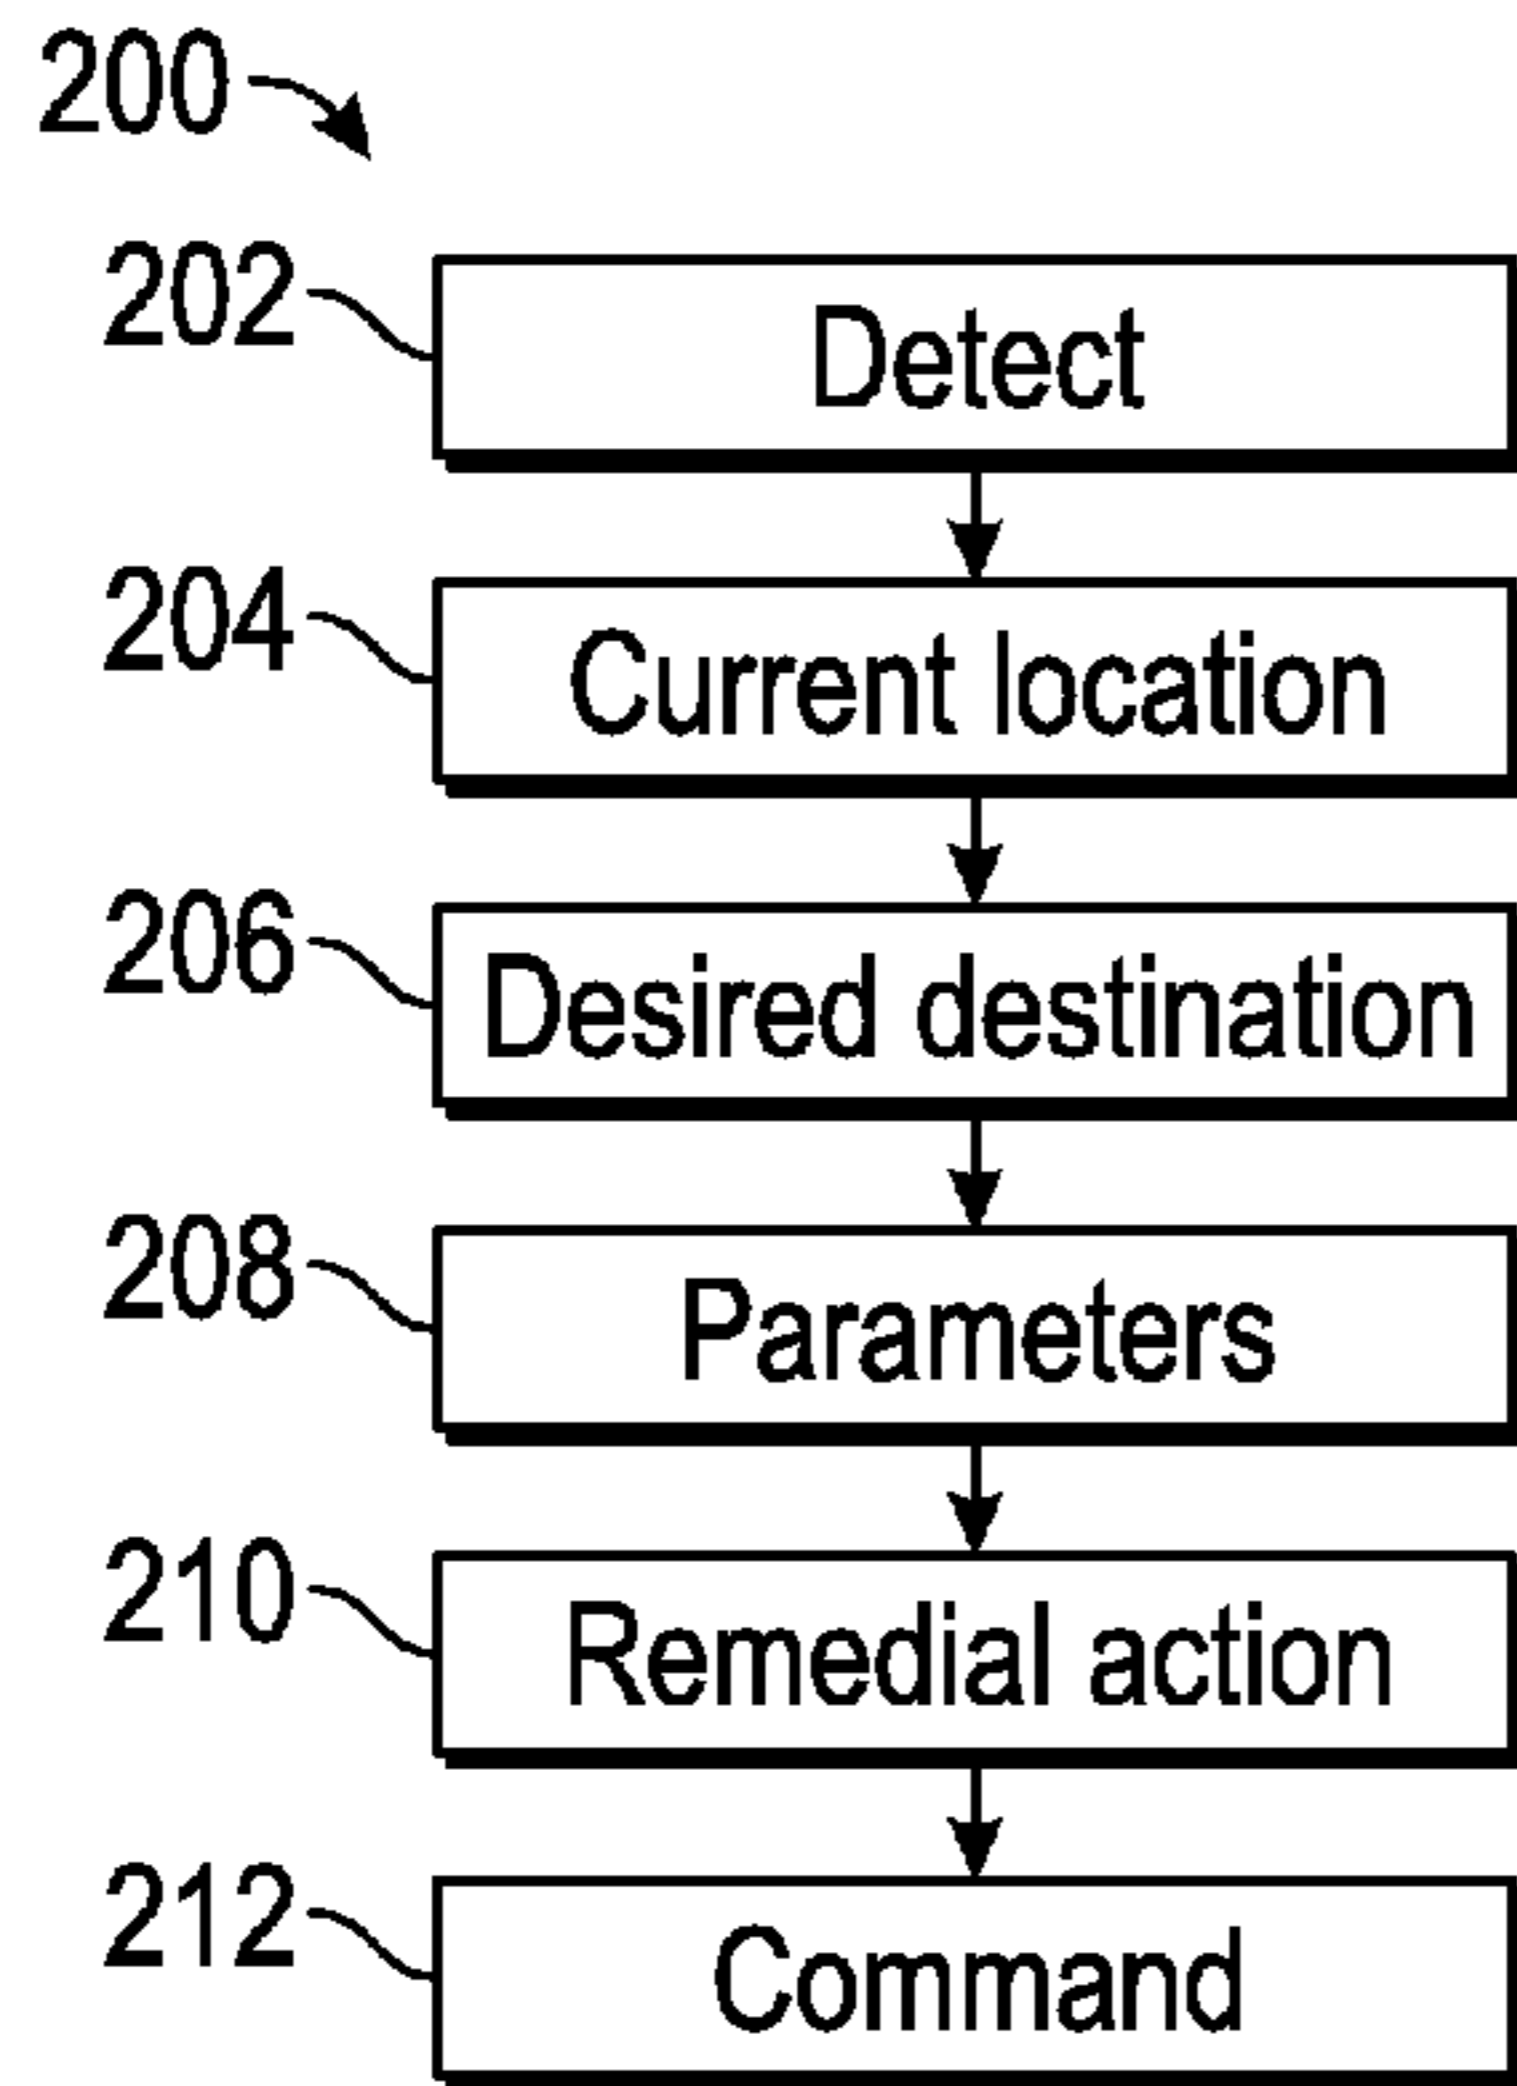 200
202
Detect
204
Current location
206
Desired destination
208
Parameters
210
Remedial action
212
Command